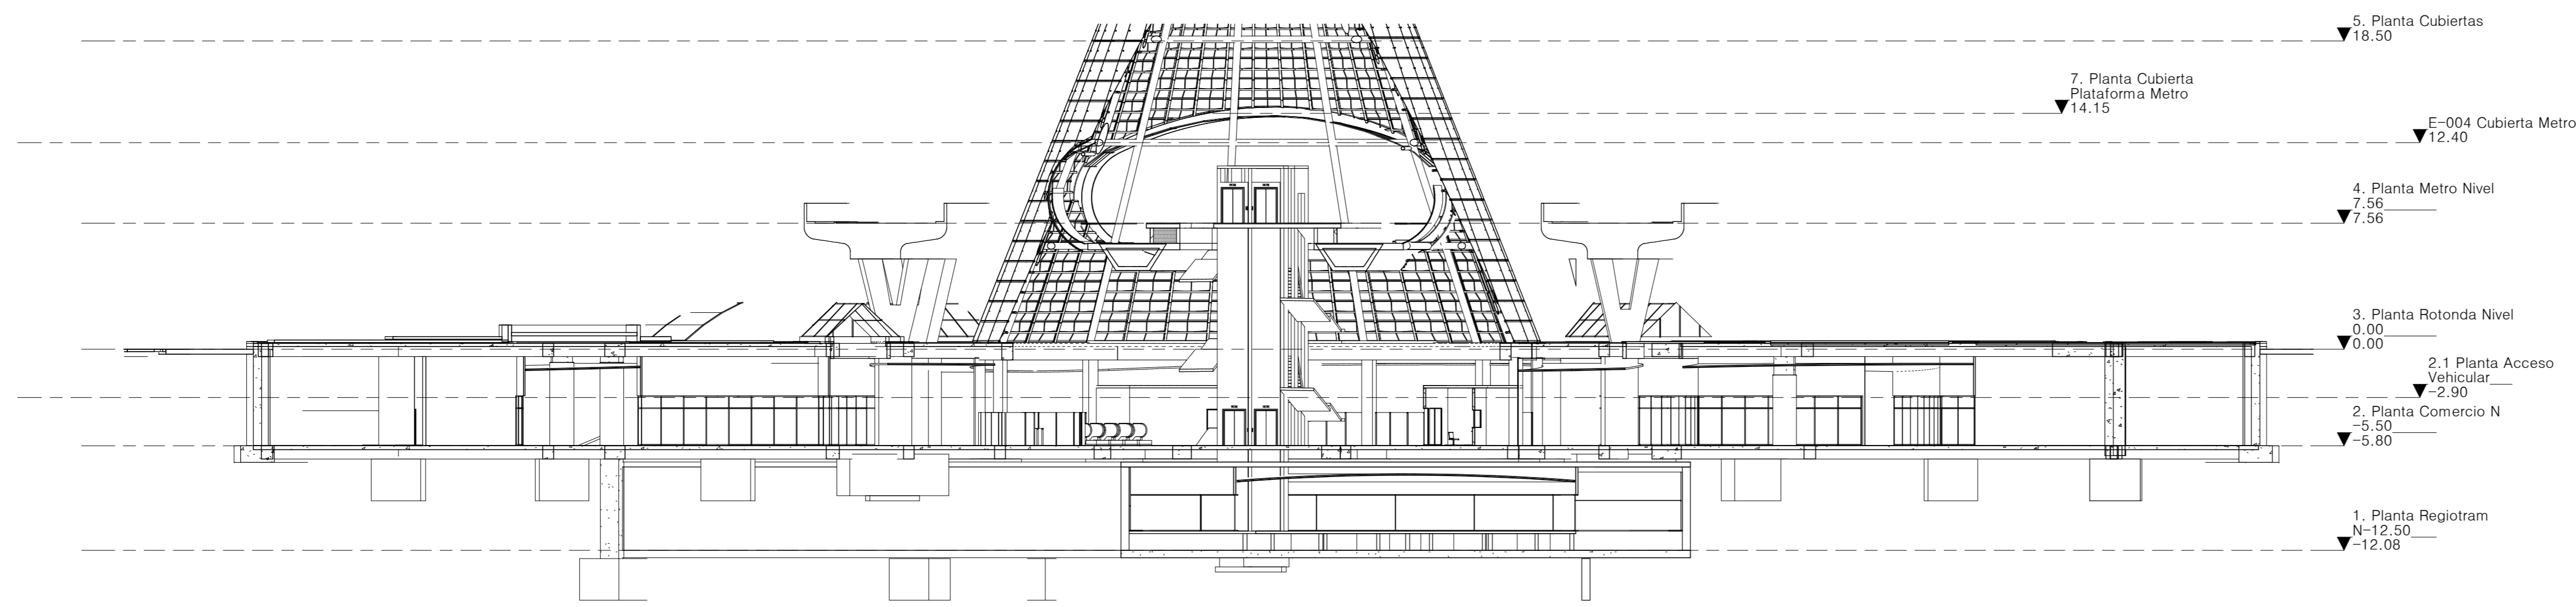 5. Planta Cubiertas
18.50
7. Planta Cubierta
Plataforma Metro
14.15
E-004 Cubierta Metro
12.40
4. Planta Metro Nivel
7.56
7.56
3. Planta Rotonda Nivel
0.00
0.00
2.1 Planta Acceso
Vehicular
-2.90
2. Planta Comercio N
-5.50
-5.80
1. Planta Regiotram
N-12.50
-12.08